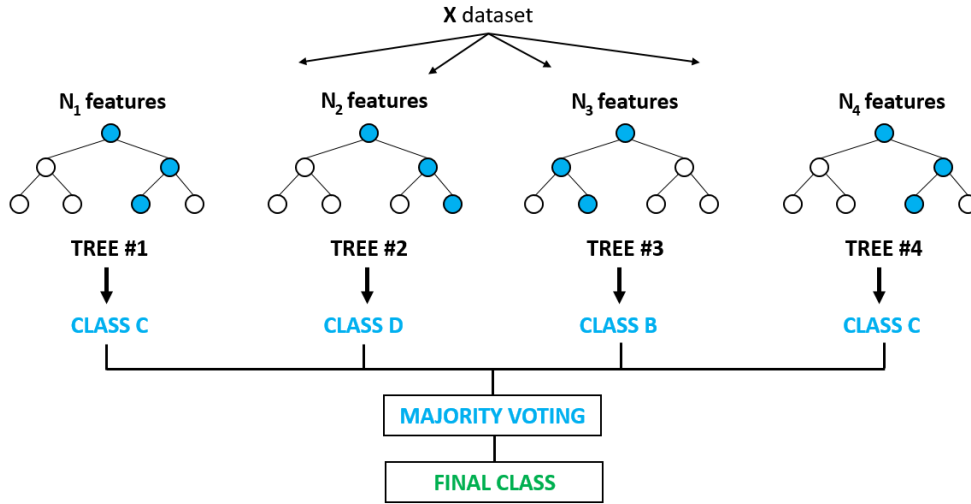 X dataset
N₁ features
N₂ features
N₃ features
N₄ features
TREE #1
TREE #2
TREE #3
TREE #4
CLASS C
CLASS D
CLASS B
CLASS C
MAJORITY VOTING
FINAL CLASS